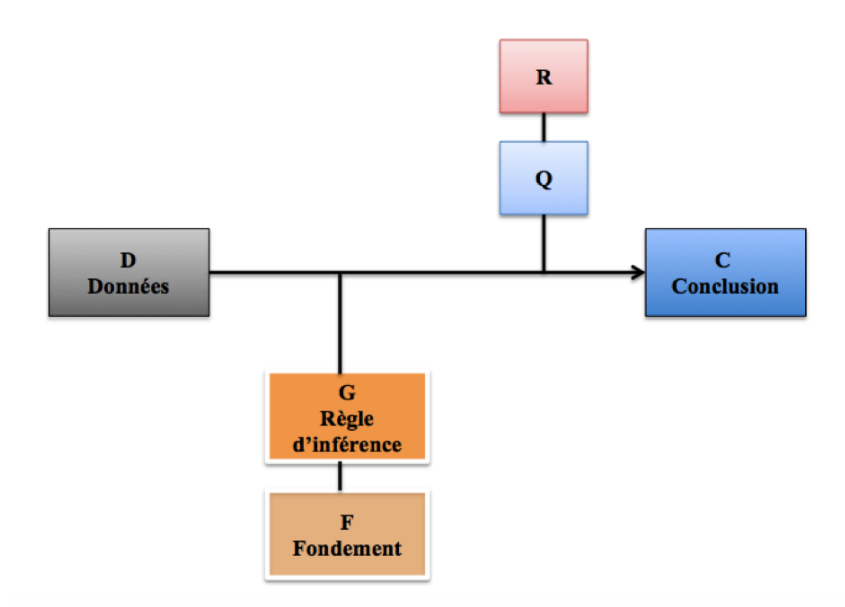 R
Q
D
Données
C
Conclusion
G
Règle
d'inférence
F
Fondement